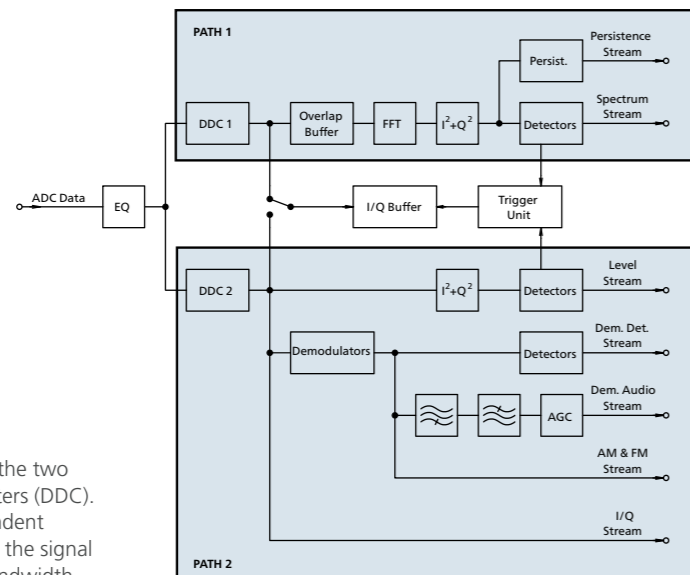 PATH 1
Persistence
Stream
Persist.
Spectrum
Stream
DDC 1
Overlap
Buffer
FFT
I²+Q²
Detectors
ADC Data
EQ
I/Q Buffer
Trigger
Unit
Level
Stream
DDC 2
I²+Q²
Detectors
Dem. Det.
Stream
Demodulators
Detectors
Dem. Audio
Stream
AGC
AM & FM
Stream
I/Q
Stream
PATH 2
the two
ters (DDC).
ndent
the signal
ndwidth